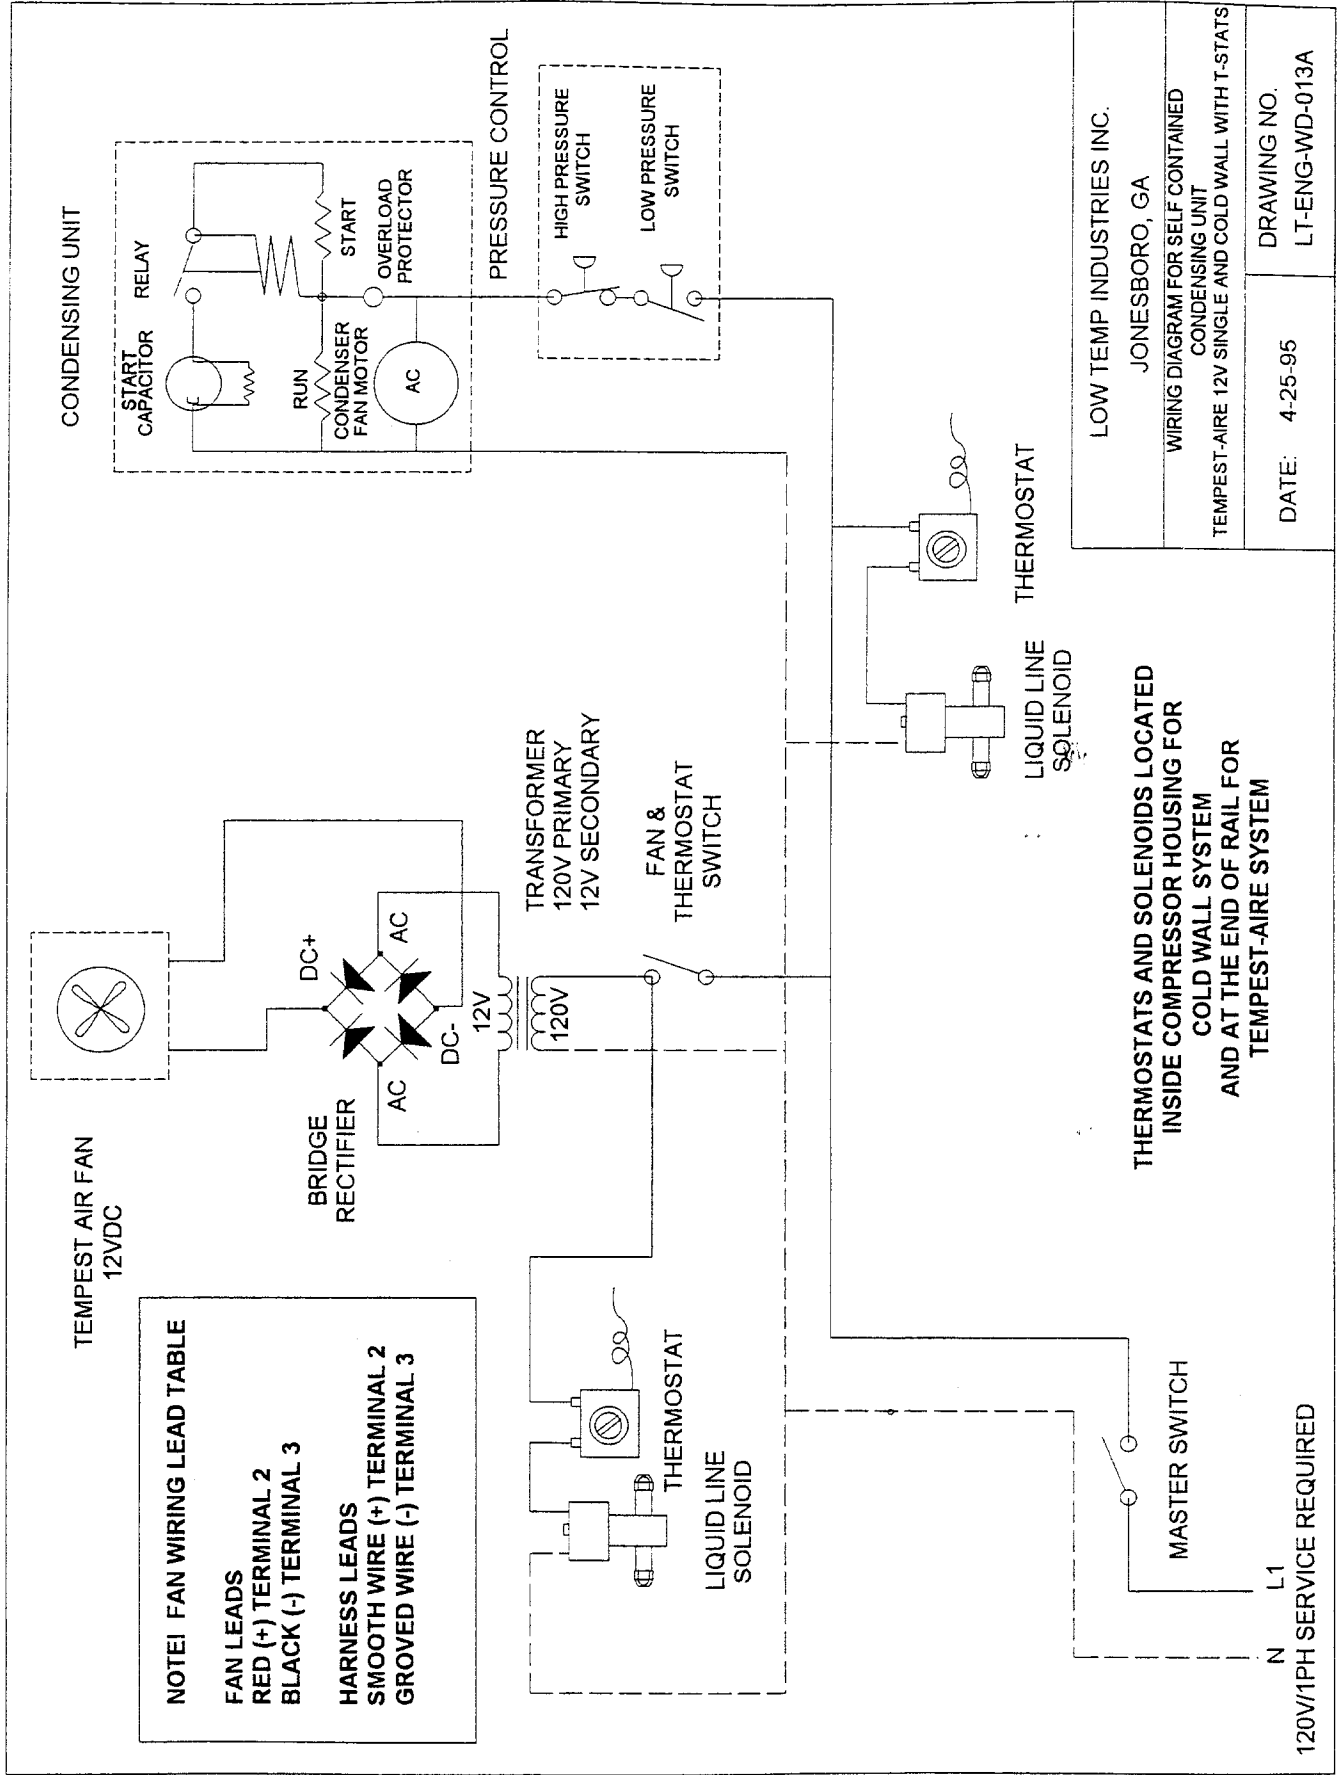 TEMPEST AIR FAN
12VDC
NOTE! FAN WIRING LEAD TABLE
FAN LEADS
RED (+) TERMINAL 2
BLACK (-) TERMINAL 3
HARNESS LEADS
SMOOTH WIRE (+) TERMINAL 2
GROVED WIRE (-) TERMINAL 3
BRIDGE
RECTIFIER
DC+
AC
AC
DC-
12V
120V
TRANSFORMER
120V PRIMARY
12V SECONDARY
FAN &
THERMOSTAT
SWITCH
CONDENSING UNIT
START
CAPACITOR
RELAY
RUN
START
CONDENSER
FAN MOTOR
OVERLOAD
PROTECTOR
AC
PRESSURE CONTROL
HIGH PRESSURE
SWITCH
LOW PRESSURE
SWITCH
THERMOSTAT
LIQUID LINE
SOLENOID
LIQUID LINE
SOLENOID
THERMOSTAT
MASTER SWITCH
N
L1
120V/1PH SERVICE REQUIRED
THERMOSTATS AND SOLENOIDS LOCATED
INSIDE COMPRESSOR HOUSING FOR
COLD WALL SYSTEM
AND AT THE END OF RAIL FOR
TEMPEST-AIRE SYSTEM
LOW TEMP INDUSTRIES INC.
JONESBORO, GA
WIRING DIAGRAM FOR SELF CONTAINED
CONDENSING UNIT
TEMPEST-AIRE 12V SINGLE AND COLD WALL WITH T-STATS
DATE: 4-25-95
DRAWING NO.
LT-ENG-WD-013A